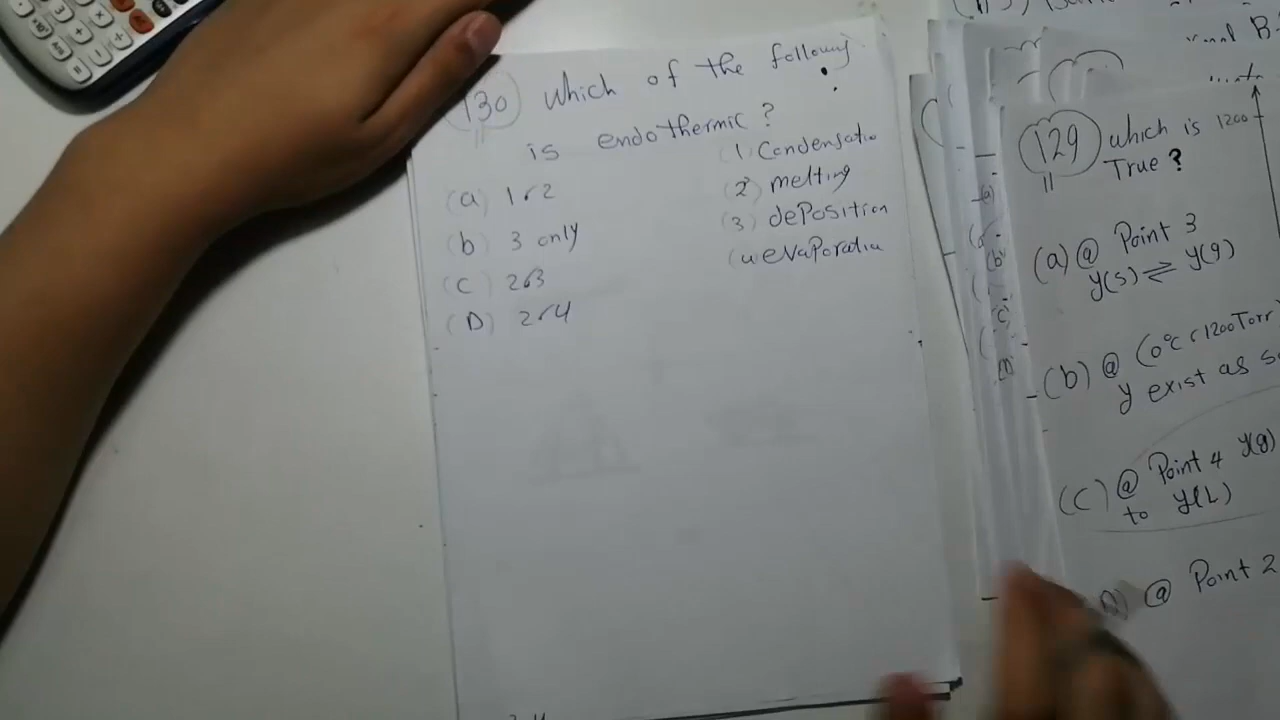 130 Which of the following
is endothermic ?
(1) Condensatio
(a) 1 & 2
(2) melting
(b) 3 only
(3) dePosition
(C) 2&3
(4 evaPoratiu
(D) 2 & 4
129 which is
True ?
1200
(a) @ Point 3
y(s) ⇌ y(g)
(b) @ (0°C & 1200 Torr)
y exist as
(C) @ Point 4 y(g)
to y(L)
@ Point 2